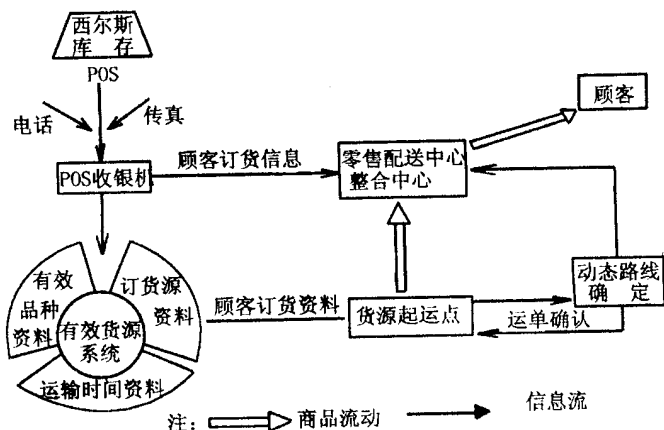 西尔斯
库 存
POS
电话
传真
POS收银机
顾客订货信息
零售配送中心
整合中心
顾客
有效
品种
资料
订货源
资料
有效货源
系统
运输时间资料
顾客订货资料
货源起运点
运单确认
动态路线
确 定
注：
商品流动
信息流